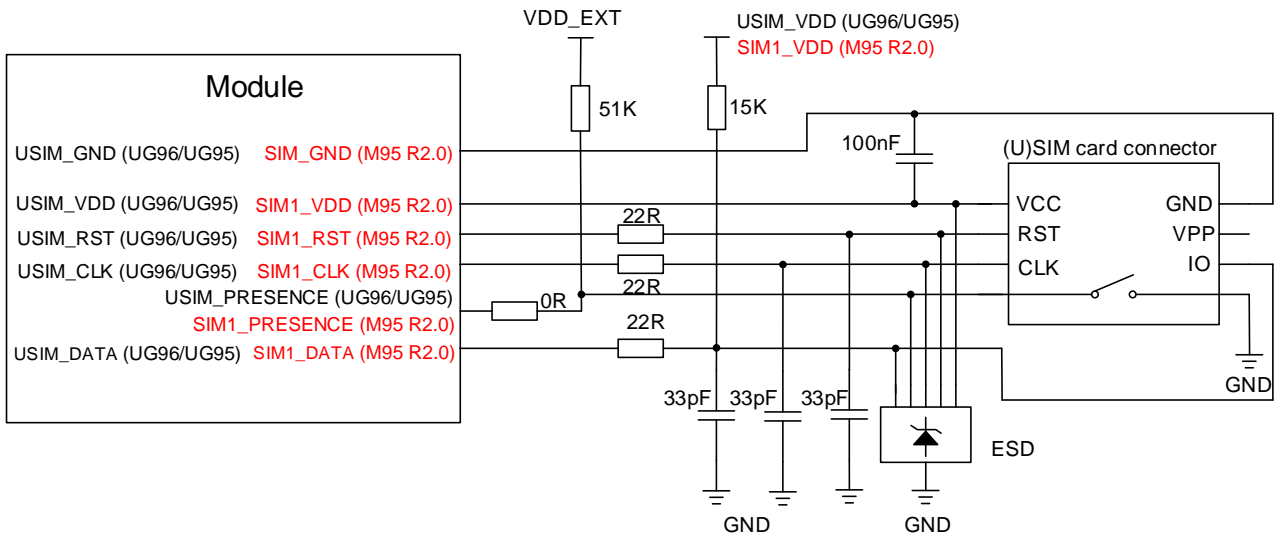 VDD_EXT
USIM_VDD (UG96/UG95)
SIM1_VDD (M95 R2.0)
Module
51K
15K
100nF
(U)SIM card connector
USIM_GND (UG96/UG95) SIM_GND (M95 R2.0)
USIM_VDD (UG96/UG95) SIM1_VDD (M95 R2.0)
VCC GND
22R
USIM_RST (UG96/UG95) SIM1_RST (M95 R2.0)
RST VPP
USIM_CLK (UG96/UG95) SIM1_CLK (M95 R2.0)
CLK IO
22R
USIM_PRESENCE (UG96/UG95)
0R
SIM1_PRESENCE (M95 R2.0)
22R
USIM_DATA (UG96/UG95) SIM1_DATA (M95 R2.0)
GND
33pF 33pF 33pF
ESD
GND GND